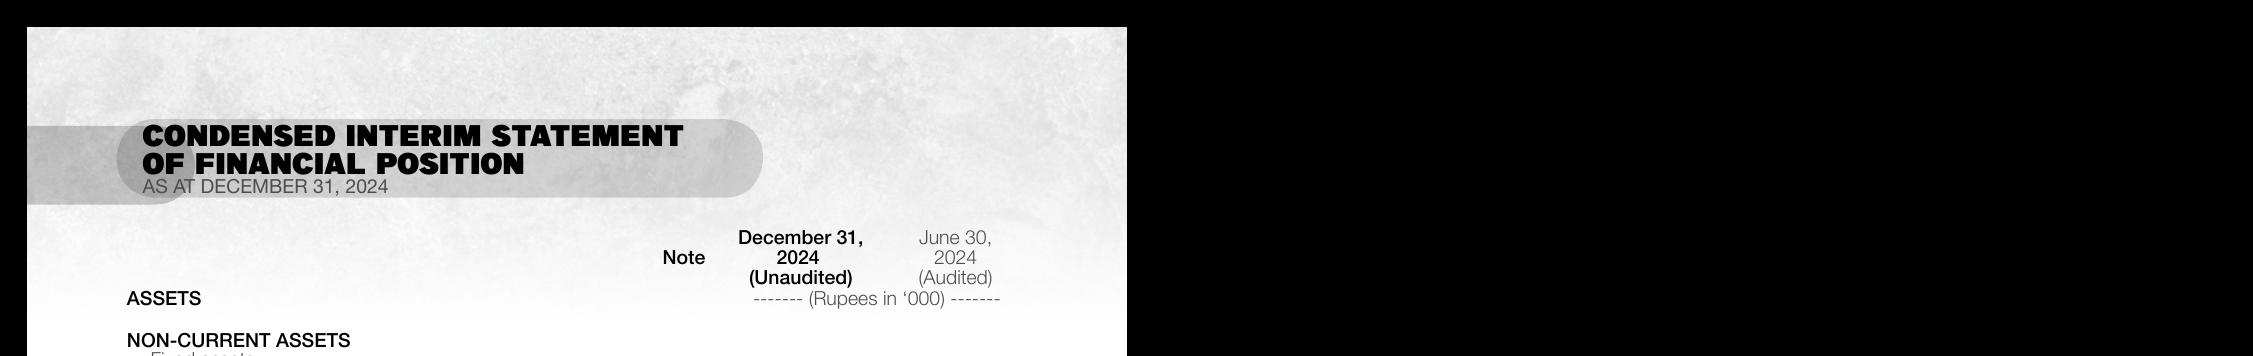 CONDENSED INTERIM STATEMENT
OF FINANCIAL POSITION
AS AT DECEMBER 31, 2024
December 31, June 30,
Note 2024 2024
(Unaudited) (Audited)
ASSETS ------- (Rupees in ‘000) -------
NON-CURRENT ASSETS